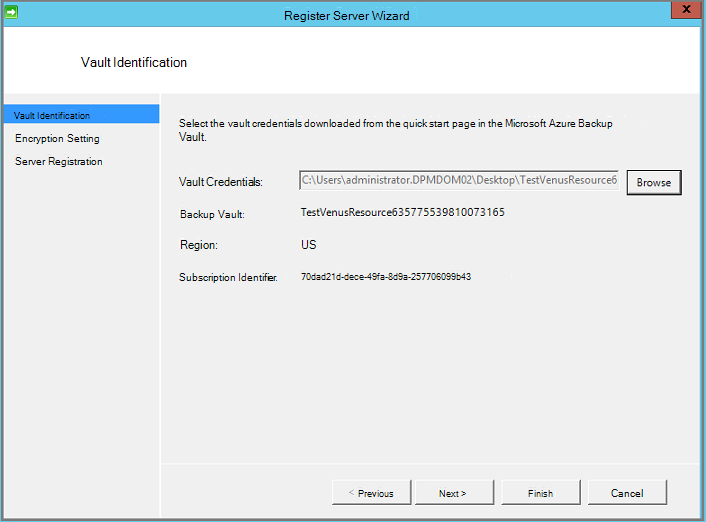 Register Server Wizard
x
Vault Identification
Vault Identification
Encryption Setting
Server Registration
Select the vault credentials downloaded from the quick start page in the Microsoft Azure Backup
Vault.
Vault Credentials: C:\Users\administrator.DPMDOM02\Desktop\TestVenusResource6 Browse
Backup Vault: TestVenusResource635775539810073165
Region: US
Subscription Identifier. 70dad21d-dece-49fa-8d9a-257706099b43
< Previous Next > Finish Cancel